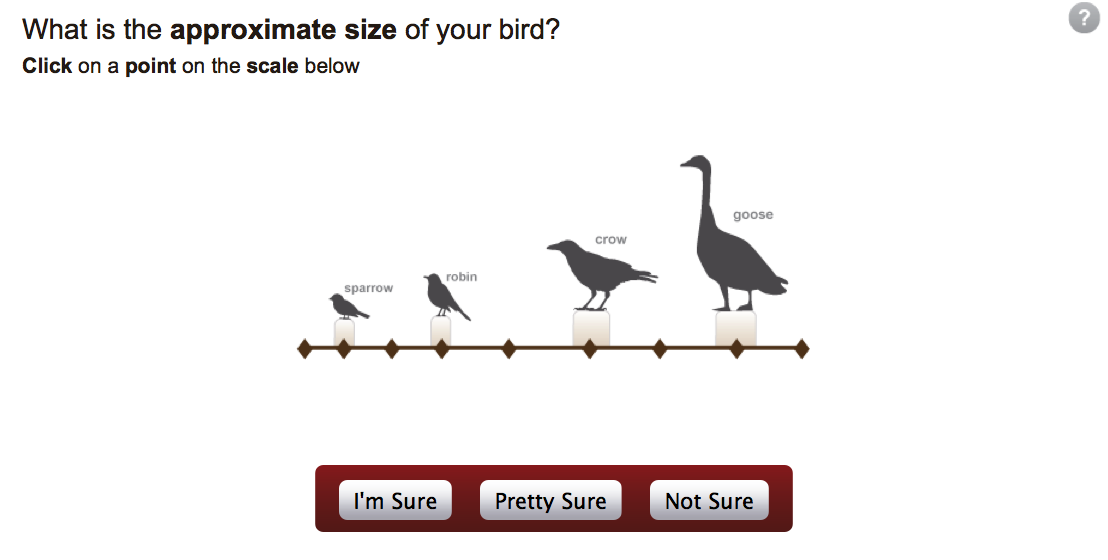 What is the approximate size of your bird?
Click on a point on the scale below
?
goose
crow
robin
sparrow
I'm Sure
Pretty Sure
Not Sure